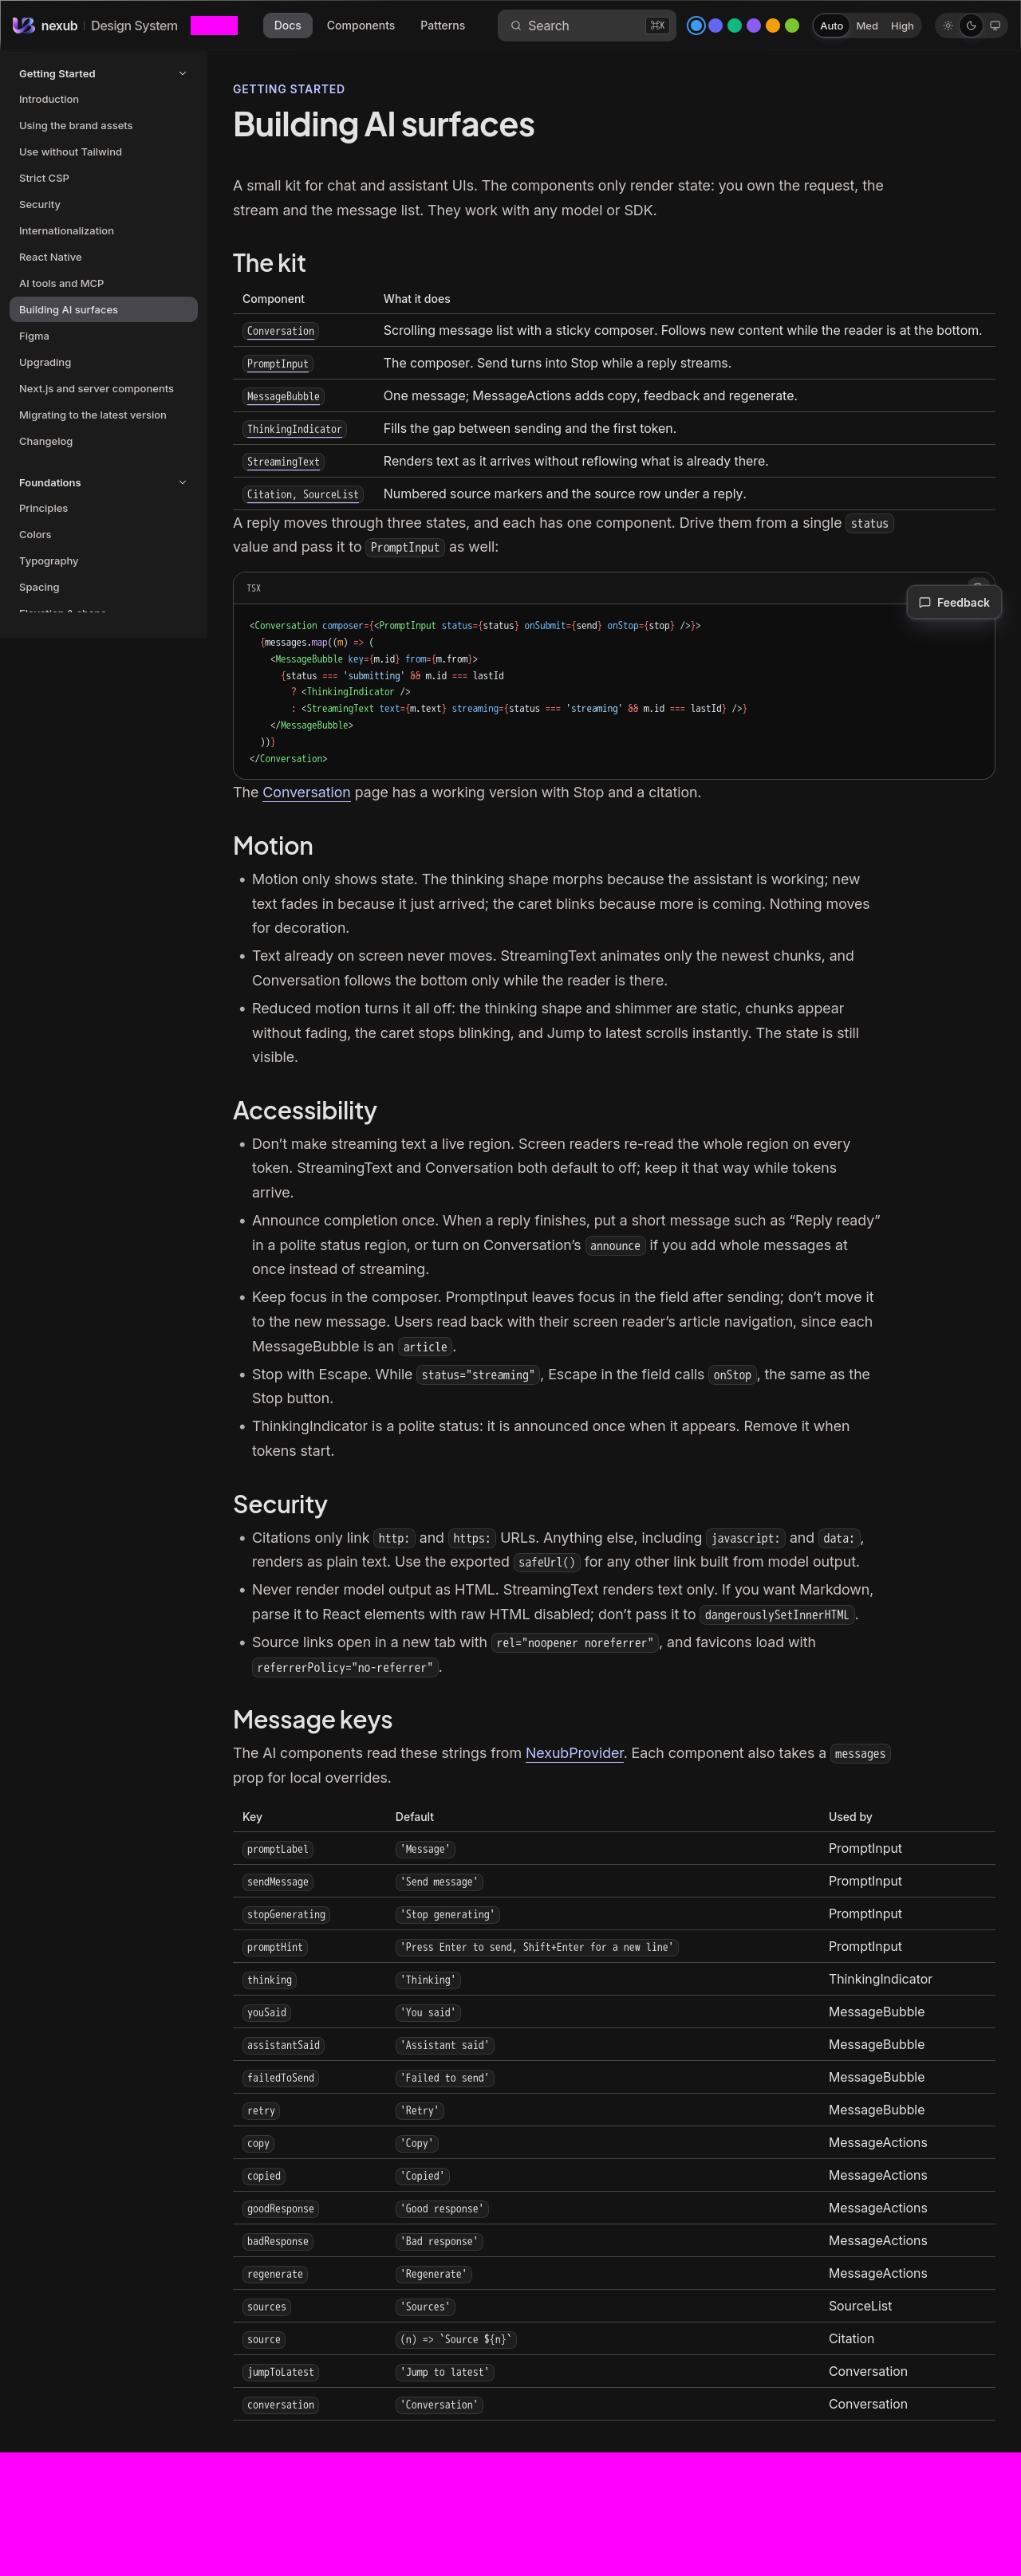 nexub Design System
Docs Components Patterns
Search ⌘K
Auto Med High
Getting Started
Introduction
Using the brand assets
Use without Tailwind
Strict CSP
Security
Internationalization
React Native
AI tools and MCP
Building AI surfaces
Figma
Upgrading
Next.js and server components
Migrating to the latest version
Changelog
Foundations
Principles
Colors
Typography
Spacing
GETTING STARTED
Building AI surfaces
A small kit for chat and assistant UIs. The components only render state: you own the request, the
stream and the message list. They work with any model or SDK.
The kit
Component What it does
Conversation Scrolling message list with a sticky composer. Follows new content while the reader is at the bottom.
PromptInput The composer. Send turns into Stop while a reply streams.
MessageBubble One message; MessageActions adds copy, feedback and regenerate.
ThinkingIndicator Fills the gap between sending and the first token.
StreamingText Renders text as it arrives without reflowing what is already there.
Citation, SourceList Numbered source markers and the source row under a reply.
A reply moves through three states, and each has one component. Drive them from a single status
value and pass it to PromptInput as well:
TSX
Feedback
<Conversation composer={<PromptInput status={status} onSubmit={send} onStop={stop} />}>
{messages.map((m) => (
<MessageBubble key={m.id} from={m.from}>
{status === 'submitting' && m.id === lastId
? <ThinkingIndicator />
: <StreamingText text={m.text} streaming={status === 'streaming' && m.id === lastId} />}
</MessageBubble>
))}
</Conversation>
The Conversation page has a working version with Stop and a citation.
Motion
• Motion only shows state. The thinking shape morphs because the assistant is working; new
text fades in because it just arrived; the caret blinks because more is coming. Nothing moves
for decoration.
• Text already on screen never moves. StreamingText animates only the newest chunks, and
Conversation follows the bottom only while the reader is there.
• Reduced motion turns it all off: the thinking shape and shimmer are static, chunks appear
without fading, the caret stops blinking, and Jump to latest scrolls instantly. The state is still
visible.
Accessibility
• Don’t make streaming text a live region. Screen readers re-read the whole region on every
token. StreamingText and Conversation both default to off; keep it that way while tokens
arrive.
• Announce completion once. When a reply finishes, put a short message such as “Reply ready”
in a polite status region, or turn on Conversation’s announce if you add whole messages at
once instead of streaming.
• Keep focus in the composer. PromptInput leaves focus in the field after sending; don’t move it
to the new message. Users read back with their screen reader’s article navigation, since each
MessageBubble is an article.
• Stop with Escape. While status="streaming", Escape in the field calls onStop, the same as the
Stop button.
• ThinkingIndicator is a polite status: it is announced once when it appears. Remove it when
tokens start.
Security
• Citations only link http: and https: URLs. Anything else, including javascript: and data:,
renders as plain text. Use the exported safeUrl() for any other link built from model output.
• Never render model output as HTML. StreamingText renders text only. If you want Markdown,
parse it to React elements with raw HTML disabled; don’t pass it to dangerouslySetInnerHTML.
• Source links open in a new tab with rel="noopener noreferrer", and favicons load with
referrerPolicy="no-referrer".
Message keys
The AI components read these strings from NexubProvider. Each component also takes a messages
prop for local overrides.
Key Default Used by
promptLabel 'Message' PromptInput
sendMessage 'Send message' PromptInput
stopGenerating 'Stop generating' PromptInput
promptHint 'Press Enter to send, Shift+Enter for a new line' PromptInput
thinking 'Thinking' ThinkingIndicator
youSaid 'You said' MessageBubble
assistantSaid 'Assistant said' MessageBubble
failedToSend 'Failed to send' MessageBubble
retry 'Retry' MessageBubble
copy 'Copy' MessageActions
copied 'Copied' MessageActions
goodResponse 'Good response' MessageActions
badResponse 'Bad response' MessageActions
regenerate 'Regenerate' MessageActions
sources 'Sources' SourceList
source (n) => `Source ${n}` Citation
jumpToLatest 'Jump to latest' Conversation
conversation 'Conversation' Conversation